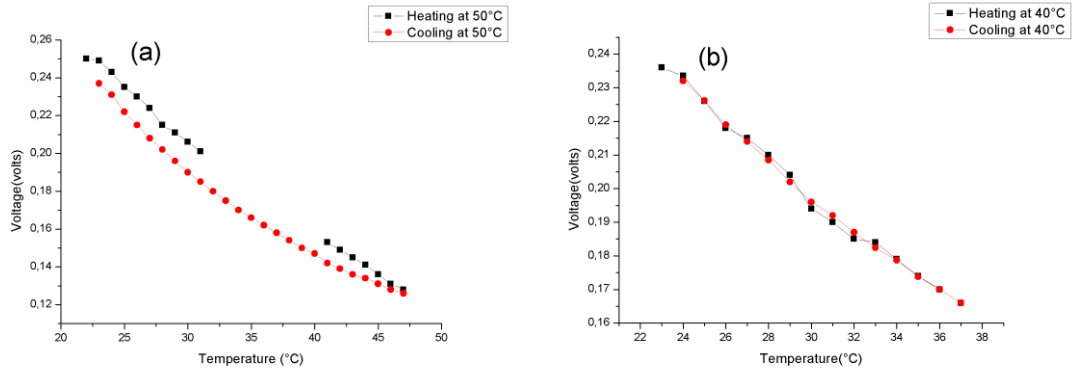 Heating at 50°C
Cooling at 50°C
(a)
0,26
0,24
0,22
0,20
0,18
0,16
0,14
0,12
Voltage(volts)
20 25 30 35 40 45 50
Temperature (°C)
Heating at 40°C
Cooling at 40°C
(b)
0,24
0,23
0,22
0,21
0,20
0,19
0,18
0,17
0,16
Voltage(volts)
22 24 26 28 30 32 34 36 38
Temperature(°C)